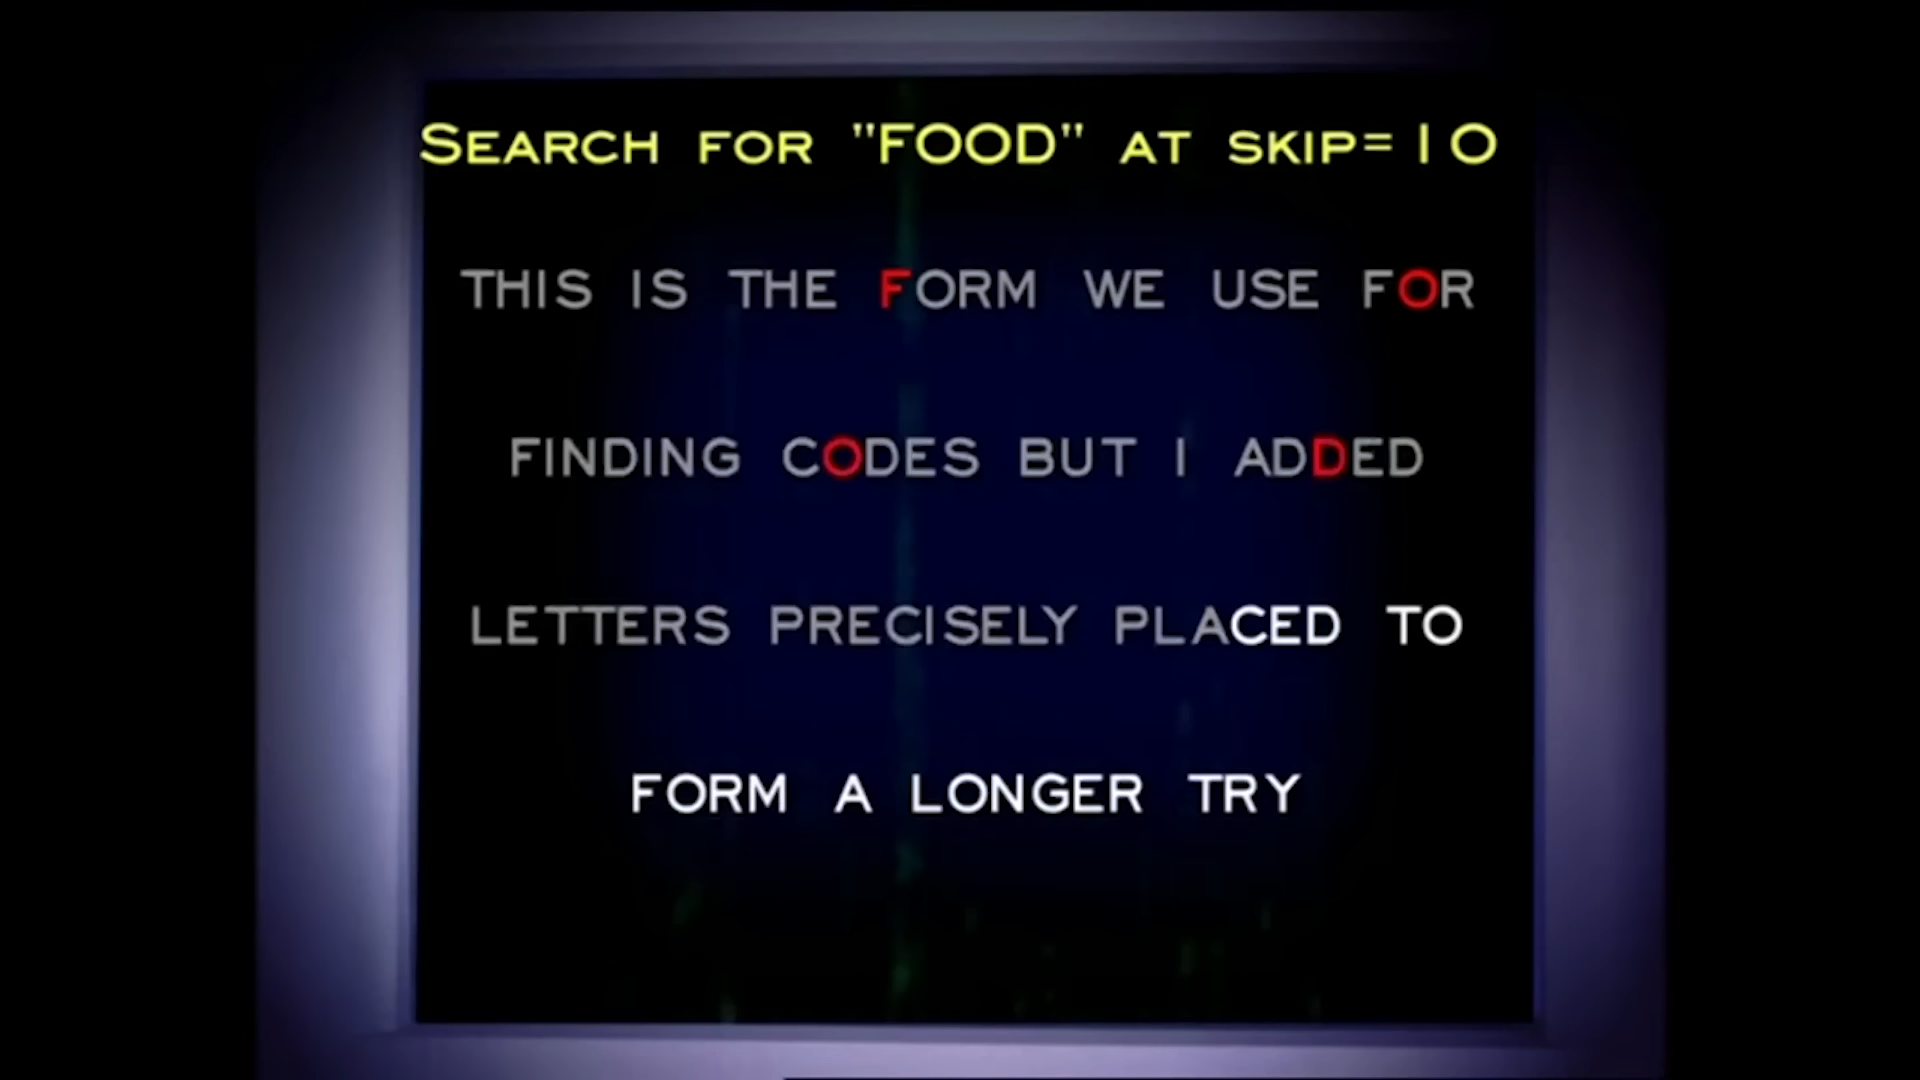 SEARCH FOR "FOOD" AT SKIP=10
THIS IS THE FORM WE USE FOR
FINDING CODES BUT I ADDED
LETTERS PRECISELY PLACED TO
FORM A LONGER TRY